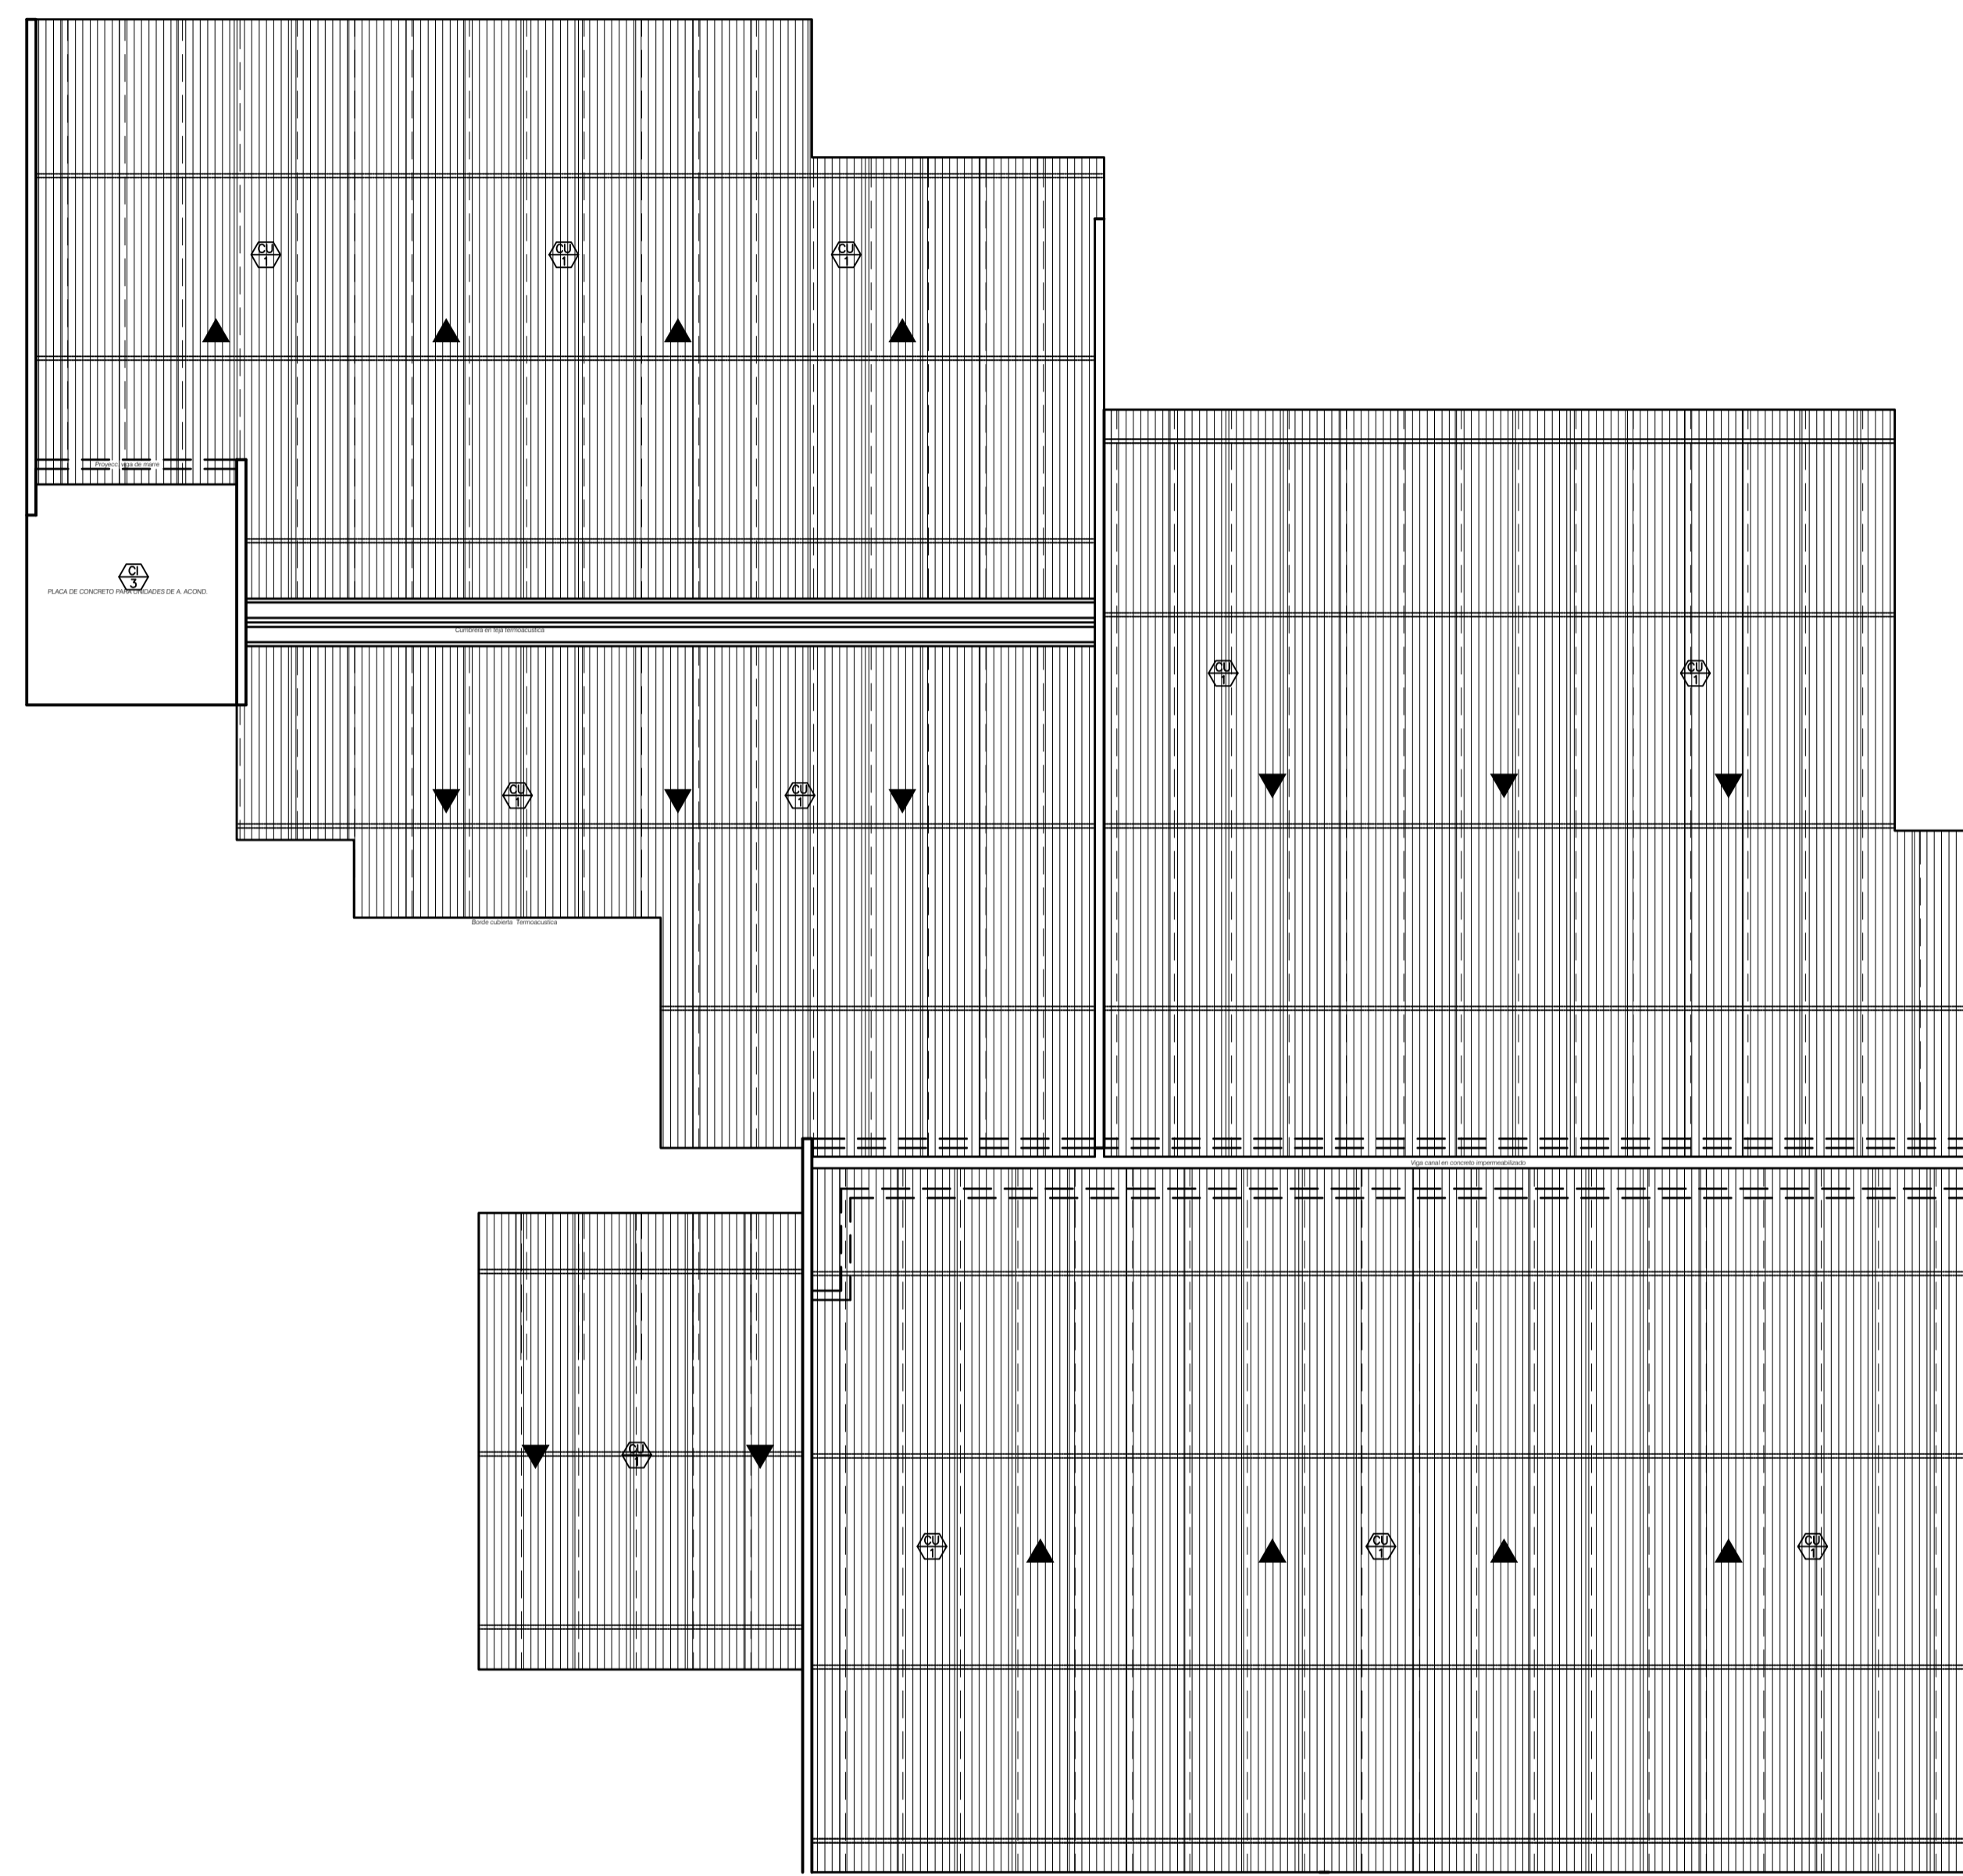 CU
1
CU
1
CU
1
Proyecc. viga de marre
CI
3
PLACA DE CONCRETO PARA UNIDADES DE A. ACOND.
Cumbrera en teja termoacustica
CU
1
CU
1
CU
1
CU
1
Borde cubierta Termoacustica
Viga canal en concreto impermeabilizado
CU
1
CU
1
CU
1
CU
1